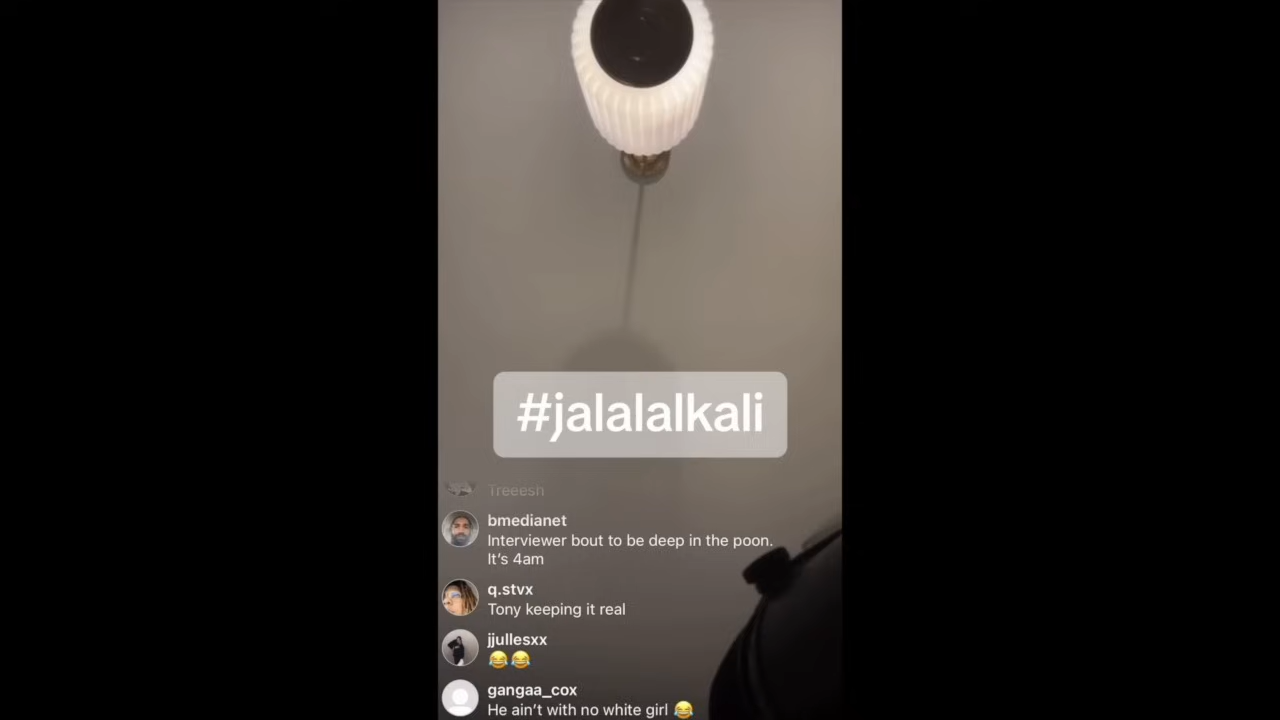 #jalalalkali
Treeesh
bmedianet
Interviewer bout to be deep in the poon.
It's 4am
q.stvx
Tony keeping it real
jjullesxx
😂😂
gangaa_cox
He ain't with no white girl 😂